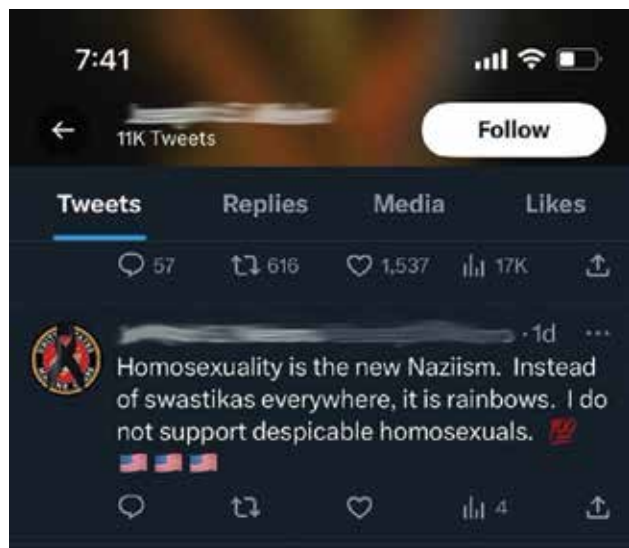 7:41
11K Tweets
Follow
Tweets Replies Media Likes
57 616 1,537 17K
1d
Homosexuality is the new Naziism. Instead
of swastikas everywhere, it is rainbows. I do
not support despicable homosexuals. 💯
🇺🇸 🇺🇸 🇺🇸
4